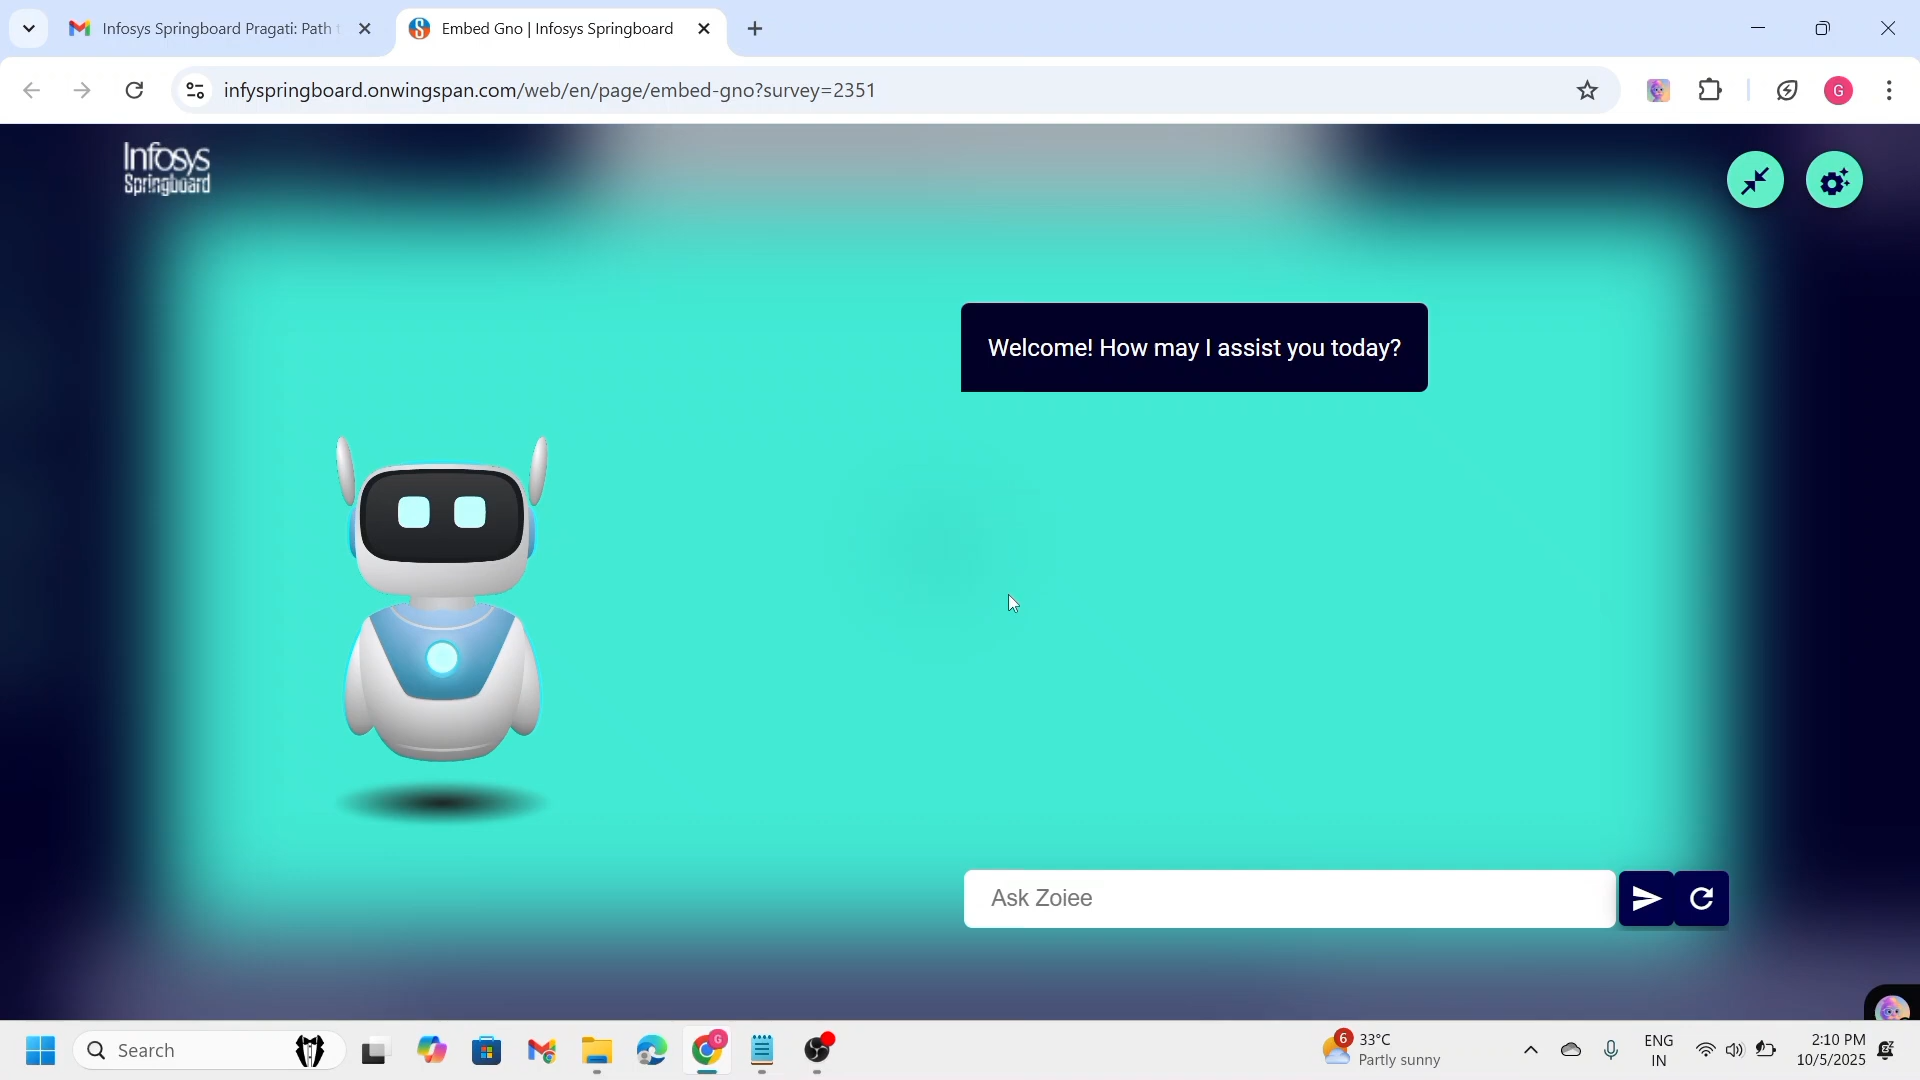 Infosys Springboard Pragati: Path
Embed Gno | Infosys Springboard
infyspringboard.onwingspan.com/web/en/page/embed-gno?survey=2351
G
Infosys
Springboard
Welcome! How may I assist you today?
Ask Zoiee
Search
G
6
33°C
Partly sunny
ENG
IN
2:10 PM
10/5/2025